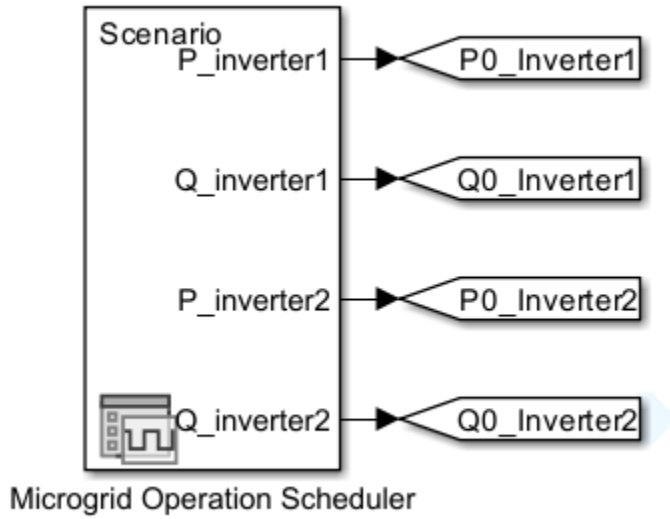 Scenario
P_inverter1 P0_Inverter1
Q_inverter1 Q0_Inverter1
P_inverter2 P0_Inverter2
Q_inverter2 Q0_Inverter2
Microgrid Operation Scheduler